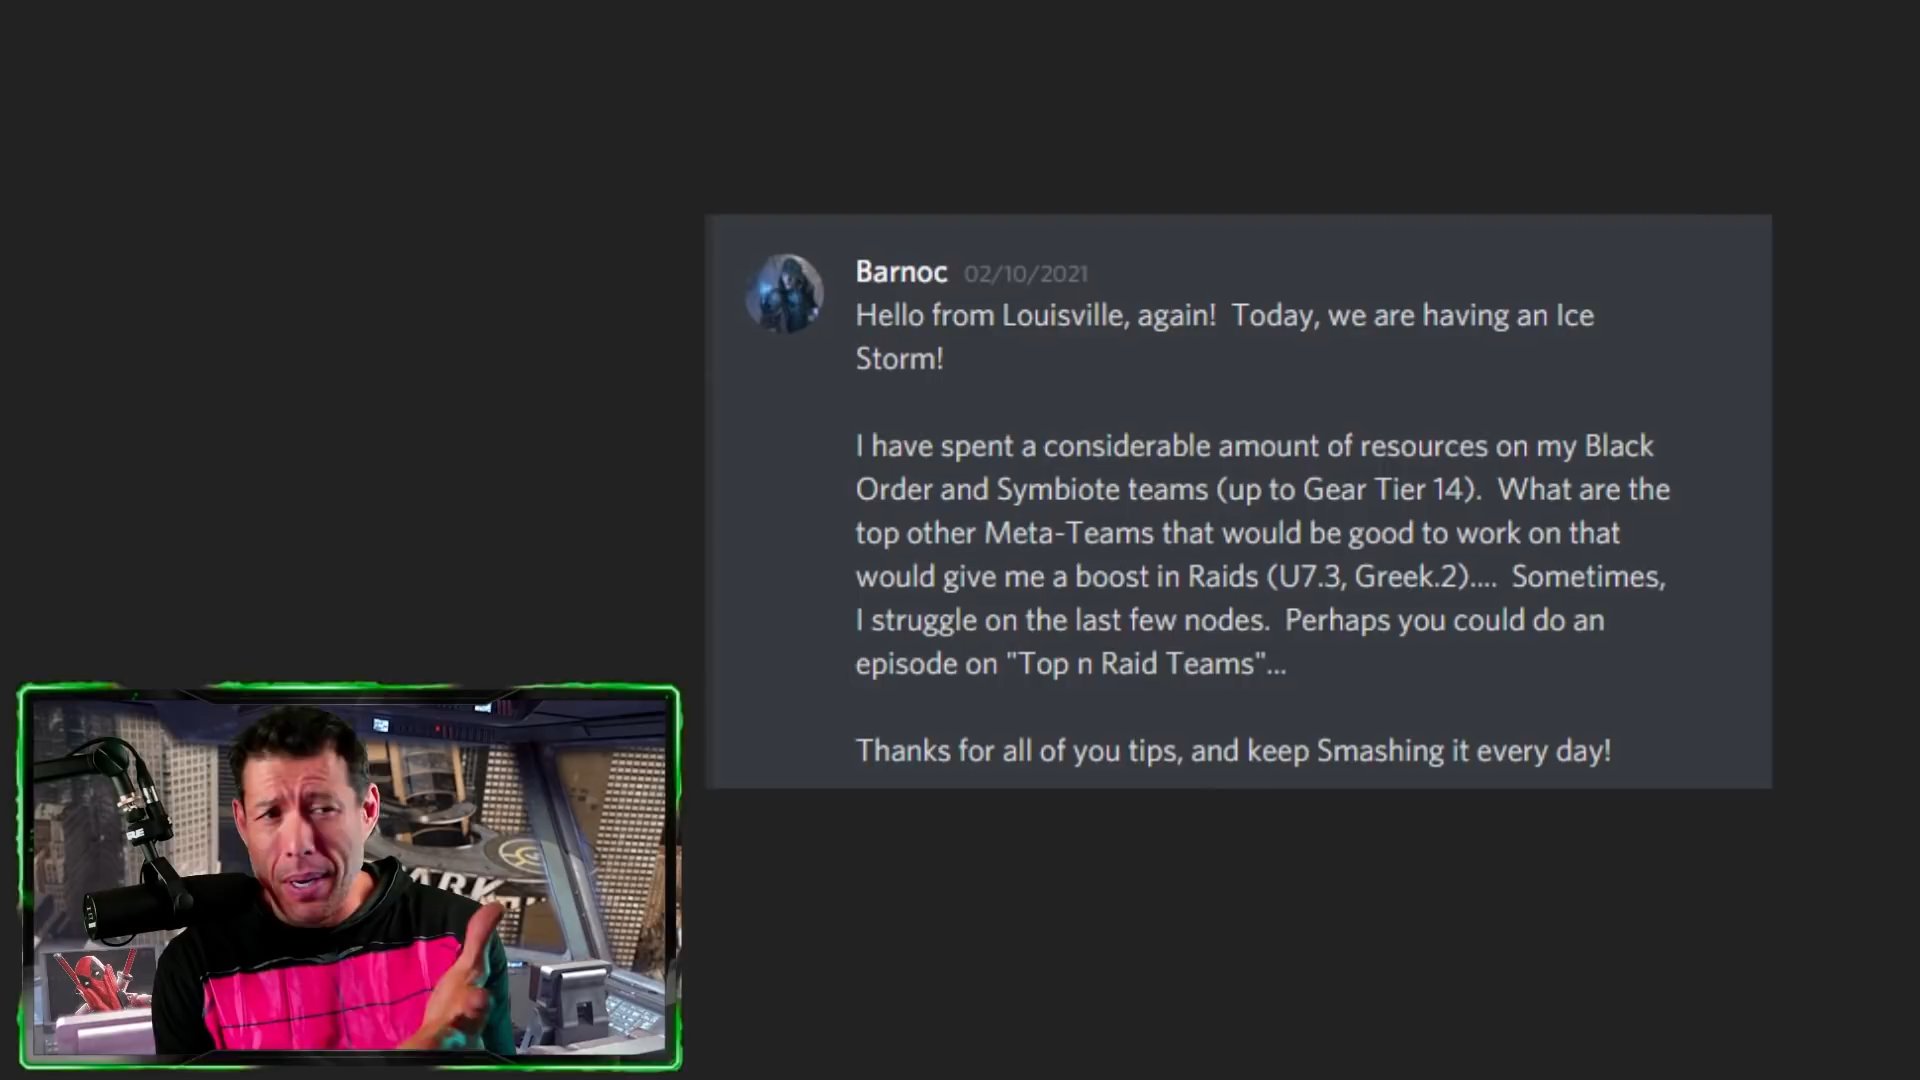 Barnoc 02/10/2021
Hello from Louisville, again! Today, we are having an Ice
Storm!
I have spent a considerable amount of resources on my Black
Order and Symbiote teams (up to Gear Tier 14). What are the
top other Meta-Teams that would be good to work on that
would give me a boost in Raids (U7.3, Greek.2).... Sometimes,
I struggle on the last few nodes. Perhaps you could do an
episode on "Top n Raid Teams"...
Thanks for all of you tips, and keep Smashing it every day!
ARK